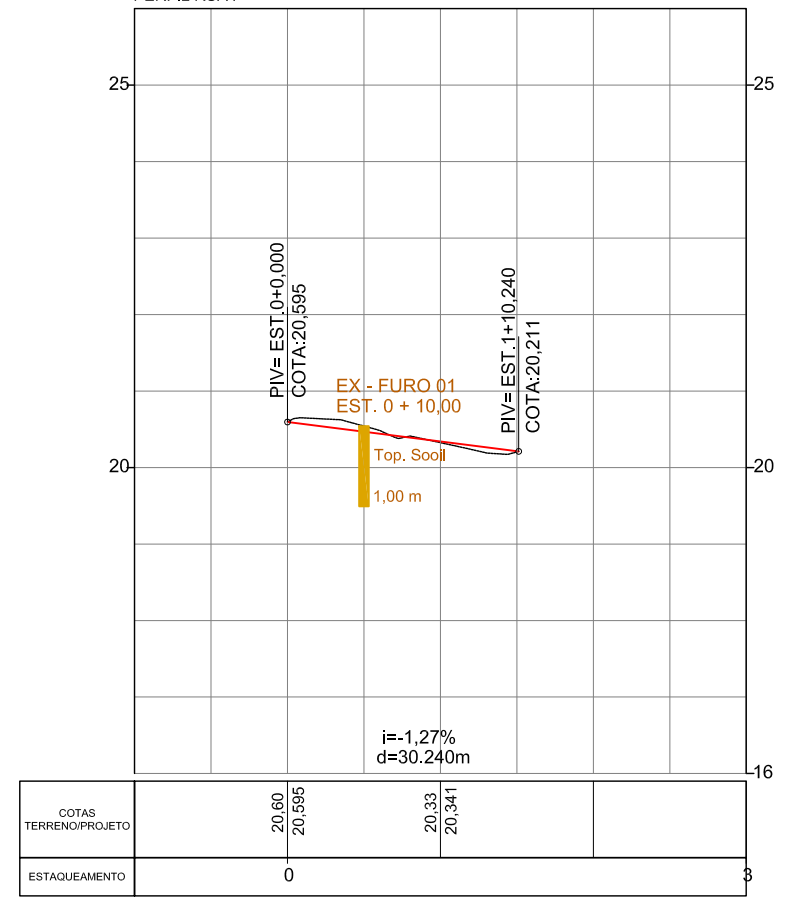 25
25
PIV= EST.0+0,000
COTA:20,595
PIV= EST.1+10,240
COTA:20,211
EX - FURO 01
EST. 0 + 10,00
20
20
Top. Sooil
1,00 m
i=-1,27%
d=30.240m
16
COTAS
TERRENO/PROJETO
20,60
20,595
20,33
20,341
ESTAQUEAMENTO
0
3